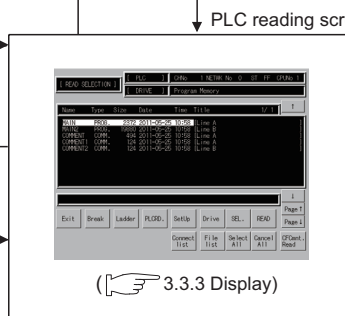 PLC reading scr
[ READ SELECTION ] [ PLC ] CHNo 1 NETWK No 0 ST FF CPUNo 1
[ DRIVE ] Program Memory
Name Type Size Date Time Title 1/ 1 ↑
MAIN PROG. 2372 2011-05-25 10:58 [Line A
MAIN2 PROG. 19880 2011-05-25 10:58 [Line B
COMMENT COMM. 404 2011-05-25 10:58 [Line A
COMMENT1 COMM. 124 2011-05-25 10:58 [Line A
COMMENT2 COMM. 124 2011-05-25 10:58 [Line B
↓
Exit Break Ladder PLCRD. SetUp Drive SEL. READ Page↑
Page↓
Connect list File list Select All Cancel All CFCmnt. Read
( 3.3.3 Display)